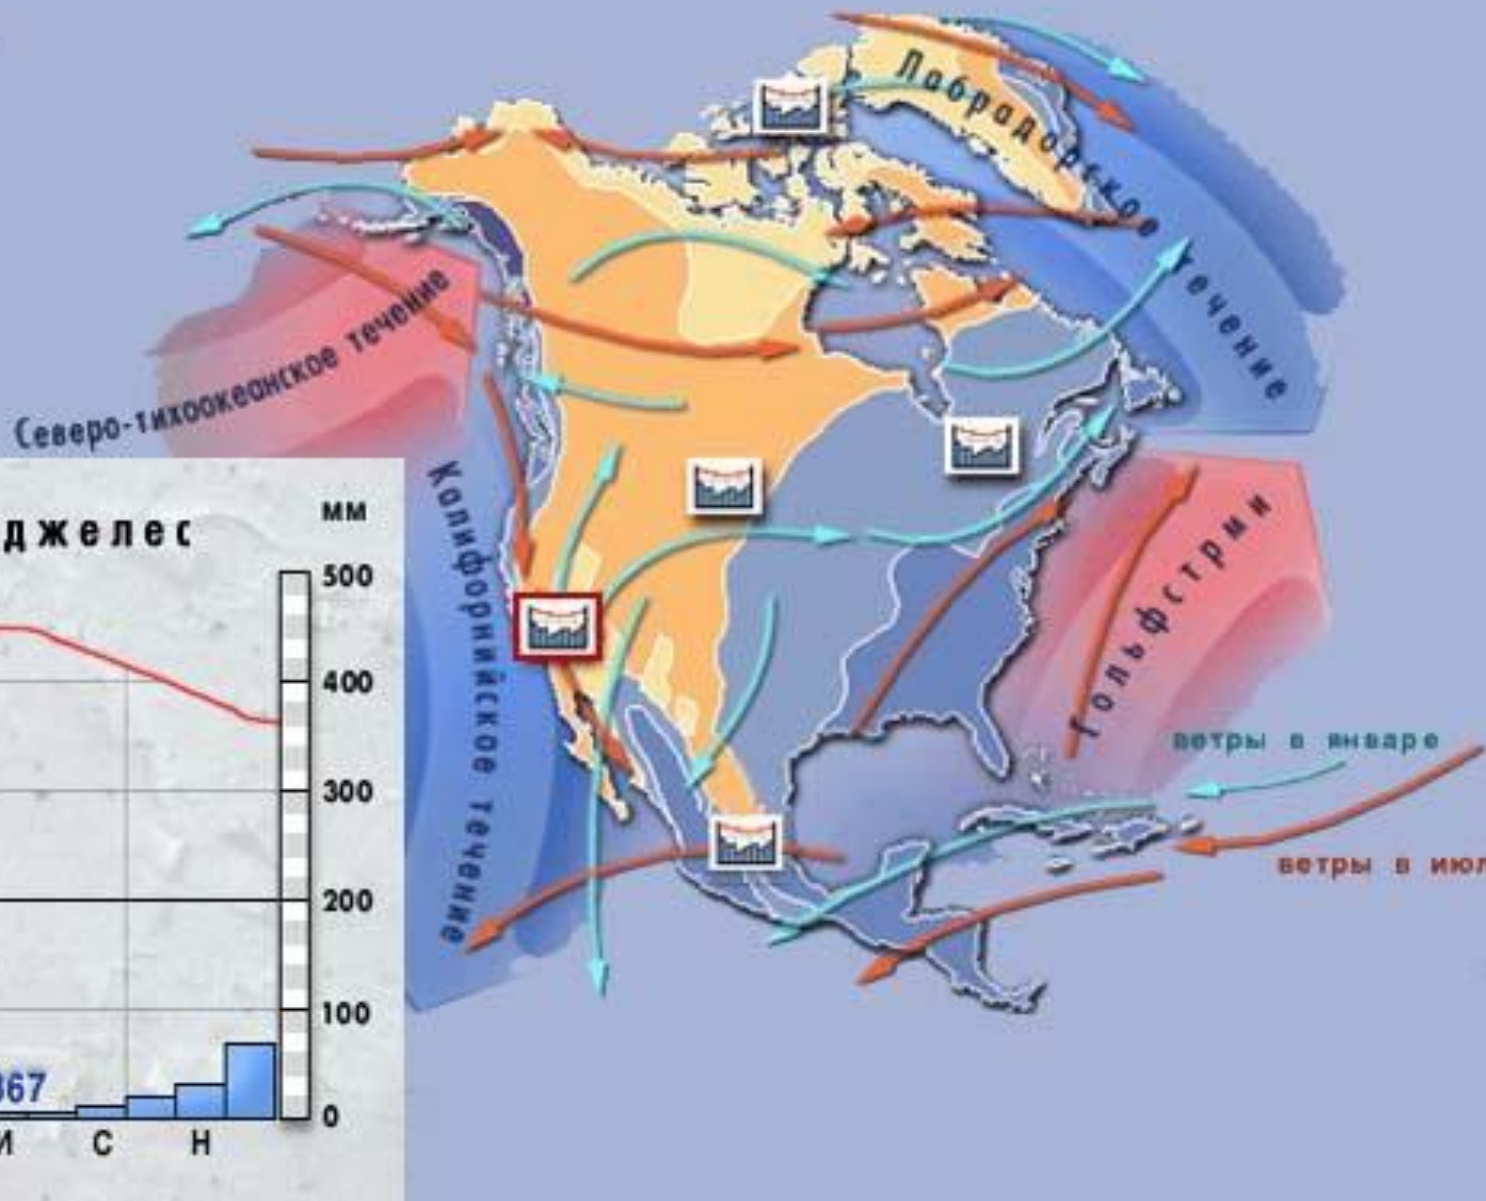 Лабрадорское течение
Северо-тихоокеанское течение
Калифорнийское течение
Гольфстрми
ветры в январе
ветры в июл
джелес
мм
500
400
300
200
100
0
367
И С Н